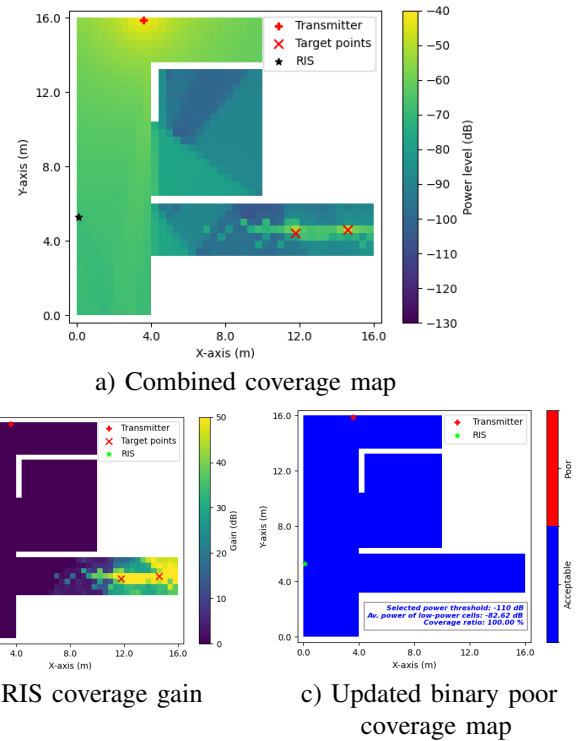 16.0
12.0
8.0
4.0
0.0
Y-axis (m)
0.0 4.0 8.0 12.0 16.0
X-axis (m)
Transmitter
Target points
RIS
−40
−50
−60
−70
−80
−90
−100
−110
−120
−130
Power level (dB)
a) Combined coverage map
Transmitter
Target points
RIS
4.0 8.0 12.0 16.0
X-axis (m)
50
40
30
20
10
0
Gain (dB)
RIS coverage gain
16.0
12.0
8.0
4.0
0.0
Y-axis (m)
0.0 4.0 8.0 12.0 16.0
X-axis (m)
Transmitter
RIS
Selected power threshold: -110 dB
Av. power of low-power cells: -82.62 dB
Coverage ratio: 100.00 %
Poor
Acceptable
c) Updated binary poor
coverage map